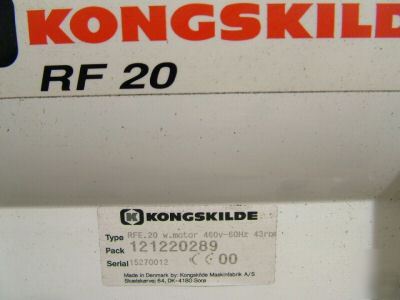 KONGSKILDE
RF 20
KONGSKILDE
Type RFE.20 w.motor 460v-60Hz 43rpm
Pack 121220289
Serial 15270012 CE 00
Made in Denmark by: Kongskilde Maskinfabrik A/S
Skælskørvej 64, DK-4180 Sorø